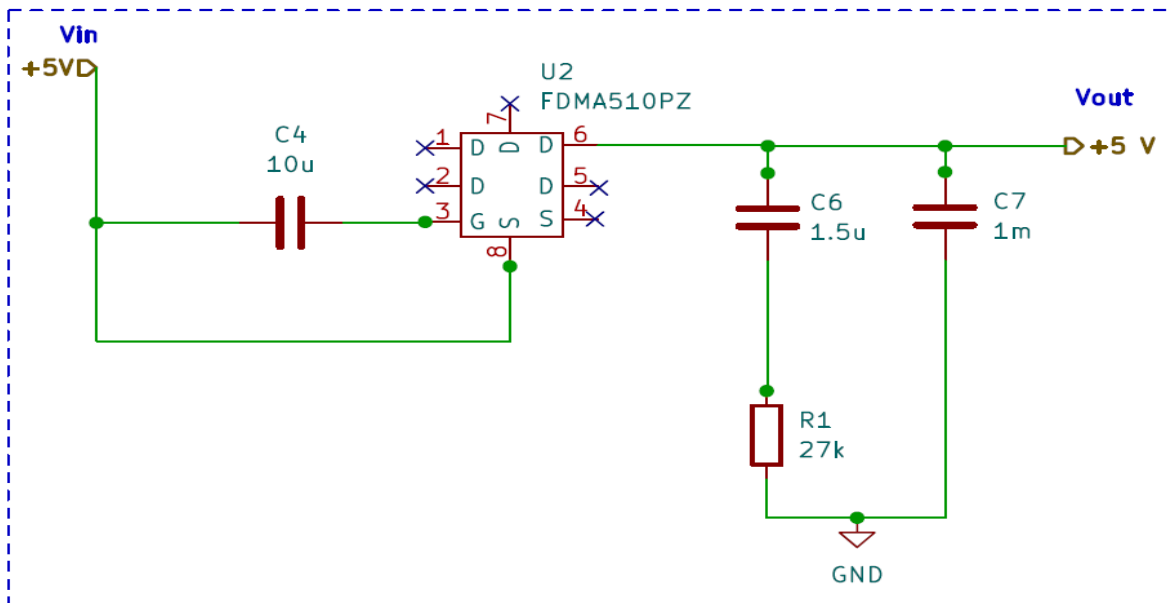 Vin
+5V
U2
FDMA510PZ
Vout
+5 V
C4
10u
7
1
D
D
D
6
2
D
D
5
3
G
S
S
4
8
C6
1.5u
C7
1m
R1
27k
GND